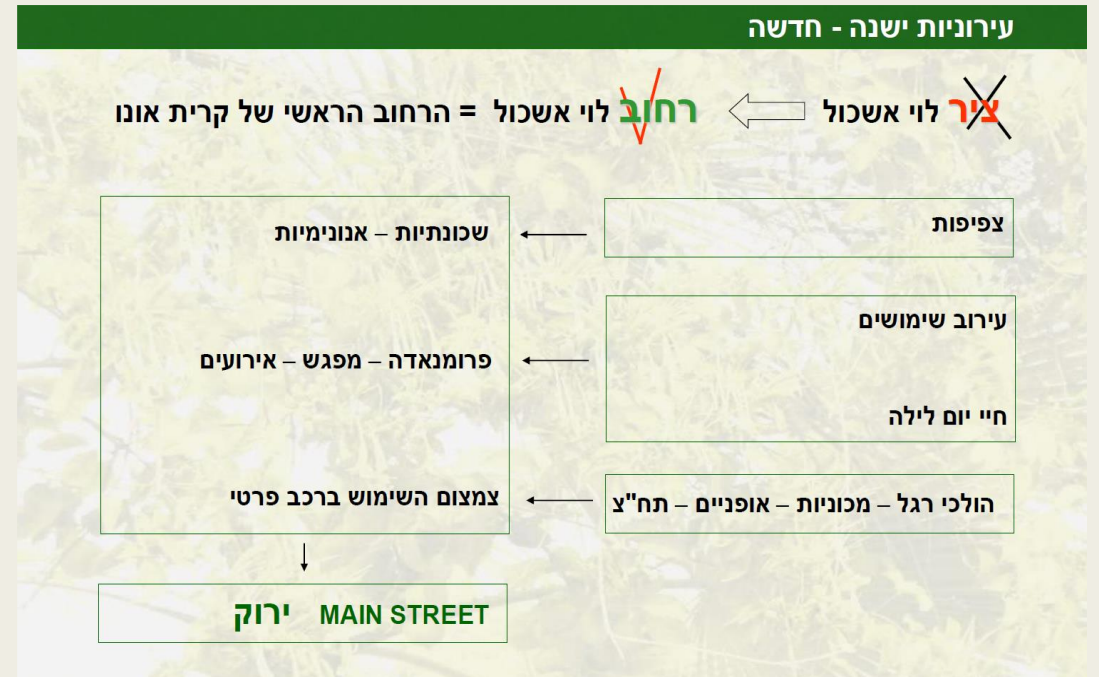 עירוניות ישנה - חדשה
ציר לוי אשכול רחוב לוי אשכול = הרחוב הראשי של קרית אונו
צפיפות
שכונתיות – אנונימיות
עירוב שימושים
פרומנאדה – מפגש – אירועים
חיי יום לילה
הולכי רגל – מכוניות – אופניים – תח"צ
צמצום השימוש ברכב פרטי
MAIN STREET ירוק